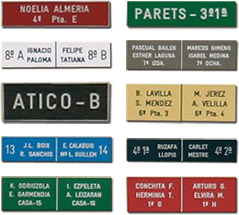 NOELIA ALMERIA
4º Pta. E
PARETS - 3º1ª
8º A IGNACIO PALOMA
FELIPE TATIANA 8º B
PASCUAL BAILEN
ESTHER LAGUNA
7º IZDA.
MARCOS GIMENO
ISABEL MEDINA
7º DCHA.
ATICO - B
B. LAVILLA
S. MENDEZ
6º Pta. 3
M. JEREZ
A. VELILLA
6º Pta. 4
13 J.L. BOIX
R. SANCHIS
E. CALABUIG 14
Mª L. GUILLEM
4º 1ª RUZAFA
LLOPIS
CARLET 4º 2ª
MESTRE
K. ODRIOZOLA
E. GARMENDIA
CASA-15
I. EZPELETA
A. LEIZARAN
CASA-16
CONCHITA F.
HERMINIA T.
1º G
ARTURO G.
ELVIRA M.
1º H